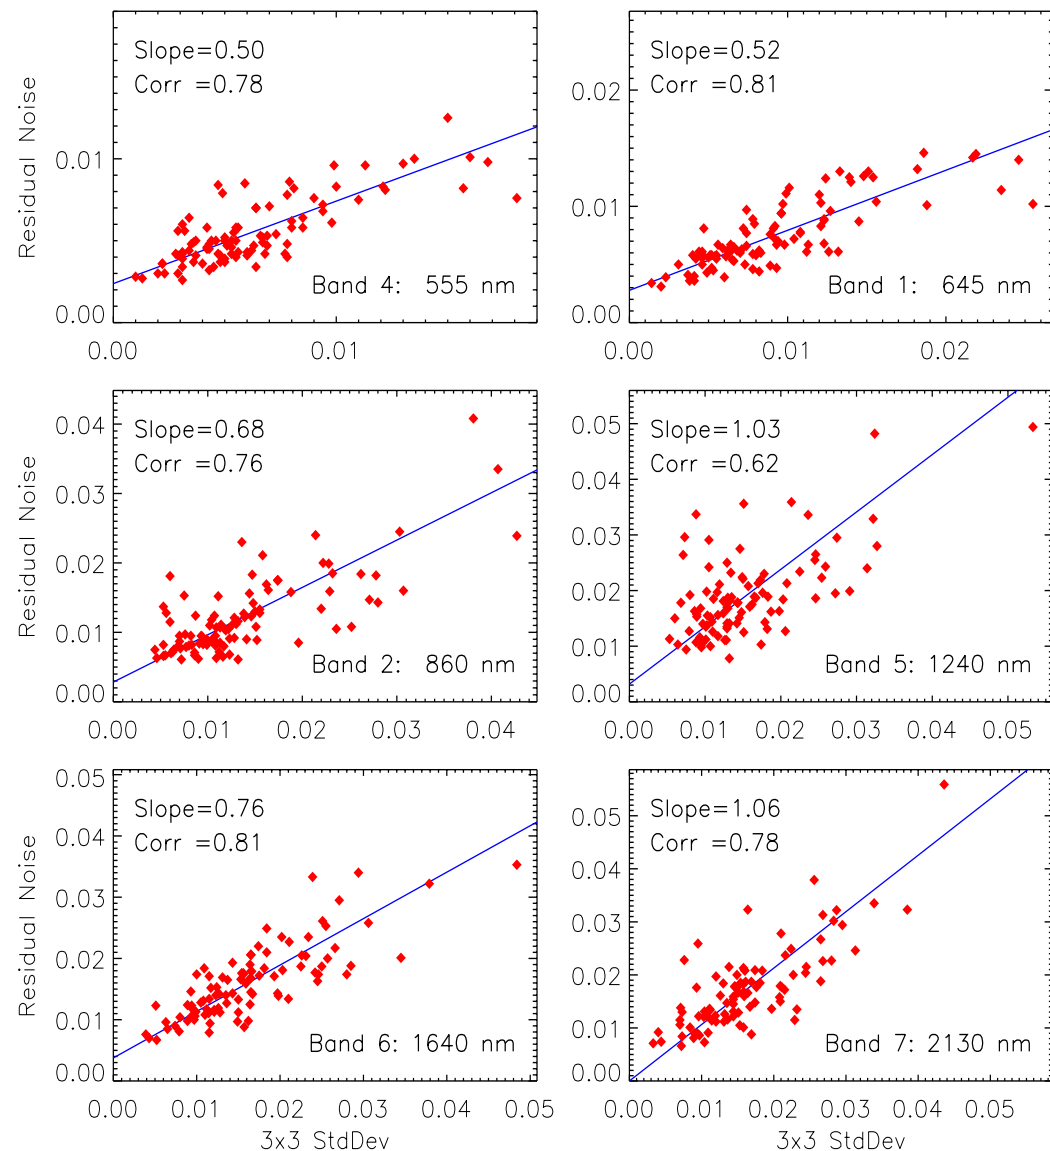 Slope=0.50
Corr =0.78
Residual Noise
0.01
0.00
Band 4: 555 nm
0.00 0.01
Slope=0.52
Corr =0.81
0.02
0.01
0.00
Band 1: 645 nm
0.00 0.01 0.02
Slope=0.68
Corr =0.76
Residual Noise
0.04
0.03
0.02
0.01
0.00
Band 2: 860 nm
0.00 0.01 0.02 0.03 0.04
Slope=1.03
Corr =0.62
0.05
0.04
0.03
0.02
0.01
0.00
Band 5: 1240 nm
0.00 0.01 0.02 0.03 0.04 0.05
Slope=0.76
Corr =0.81
Residual Noise
0.05
0.04
0.03
0.02
0.01
0.00
Band 6: 1640 nm
0.00 0.01 0.02 0.03 0.04 0.05
3x3 StdDev
Slope=1.06
Corr =0.78
0.05
0.04
0.03
0.02
0.01
0.00
Band 7: 2130 nm
0.00 0.01 0.02 0.03 0.04 0.05
3x3 StdDev